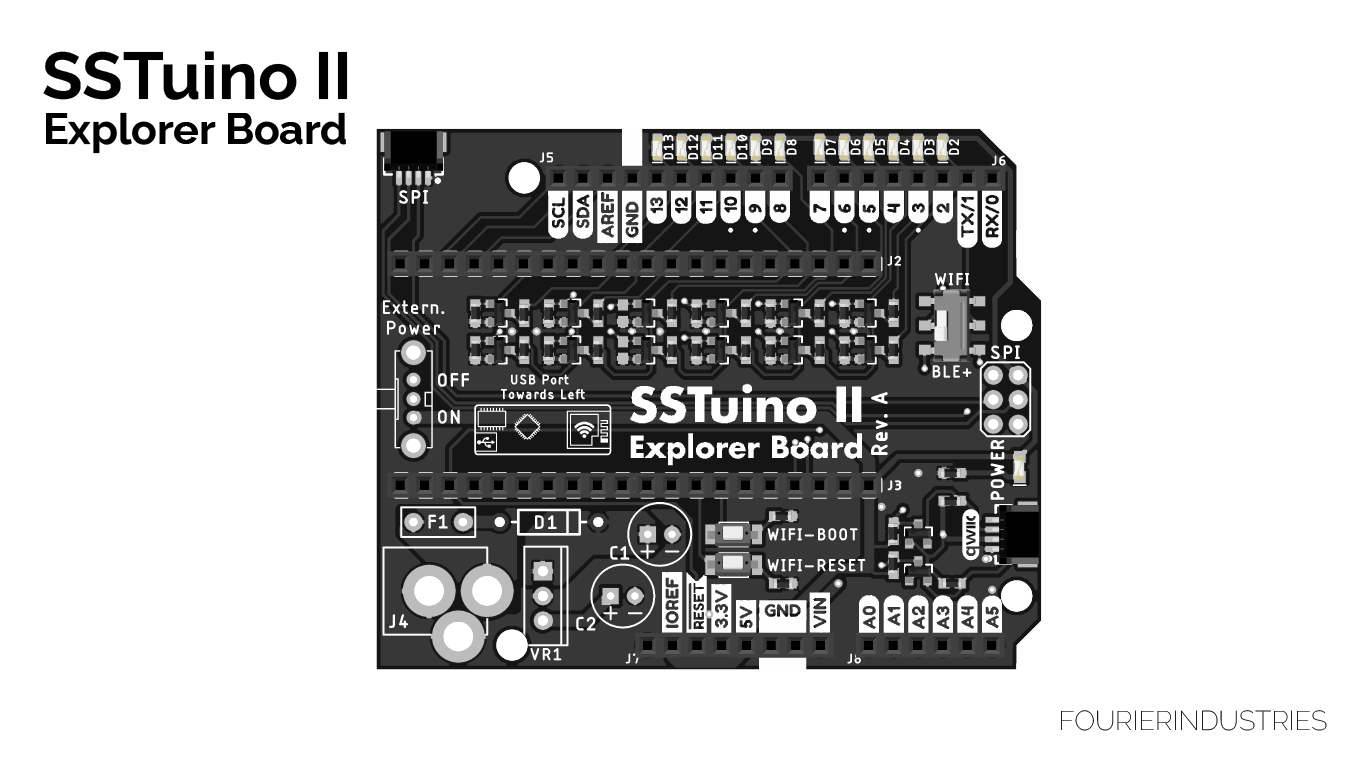 SSTuino II
Explorer Board
D13 D12 D11 D10 D9 D8 D7 D6 D5 D4 D3 D2
J5
J6
SPI
SCL SDA AREF GND 13 12 11 10 9 8 7 6 5 4 3 2 TX/1 RX/0
J2
WIFI
Extern.
Power
SPI
BLE+
OFF
USB Port
Towards Left
ON
SSTuino II
Explorer Board
Rev. A
POWER
J3
F1
D1
C1
+ −
WIFI-BOOT
WIFI-RESET
qwiic
J4
C2
+ −
IOREF RESET 3.3V 5V GND VIN
A0 A1 A2 A3 A4 A5
VR1
J7
J8
FOURIERINDUSTRIES